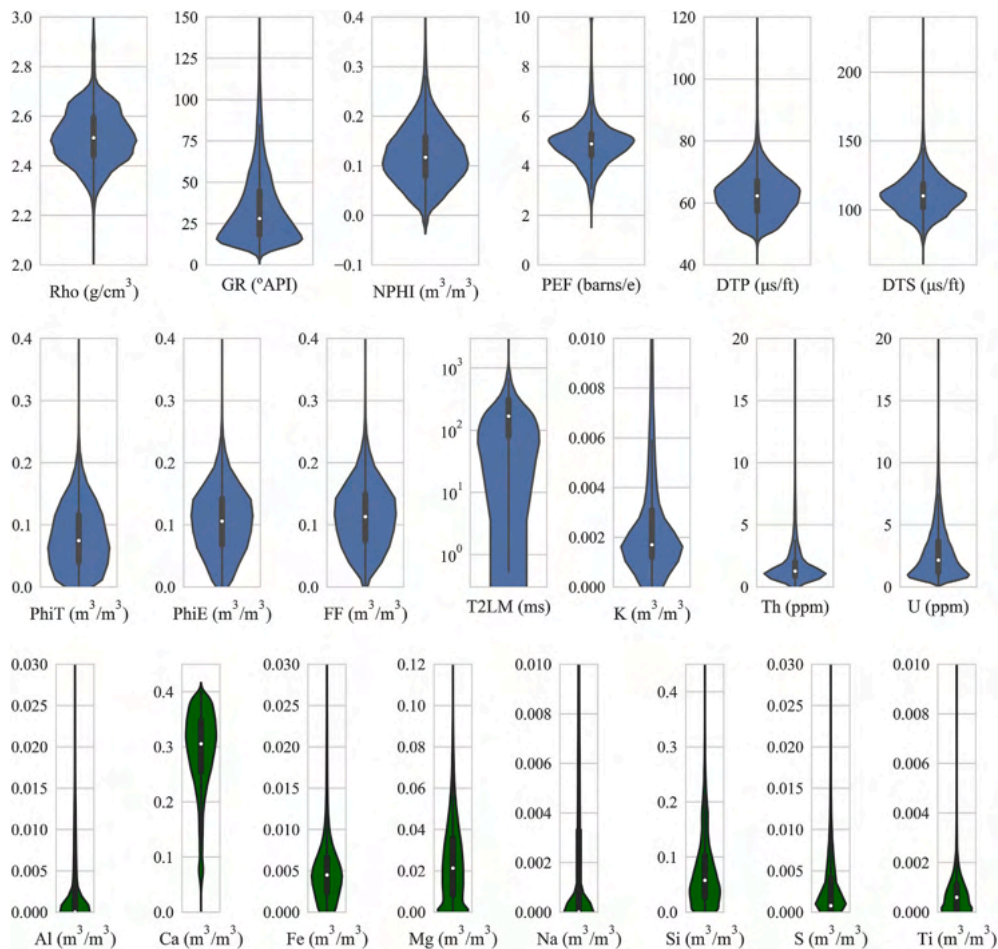 3.0 150 0.4 10 120
2.8 125 0.3 8 100 200
2.6 100 0.2 6 80 150
2.4 75 0.1 4 60 100
2.2 50 0.0 2
2.0 25 −0.1 0 40
0
Rho (g/cm³) GR (ºAPI) NPHI (m³/m³) PEF (barns/e) DTP (µs/ft) DTS (µs/ft)
0.4 0.4 0.4 10³ 0.010 20 20
0.3 0.3 0.3 10² 0.008 15 15
0.2 0.2 0.2 10¹ 0.006 10 10
0.1 0.1 0.1 10⁰ 0.004 5 5
0.0 0.0 0.0 0.002 0 0
0.000
PhiT (m³/m³) PhiE (m³/m³) FF (m³/m³) T2LM (ms) K (m³/m³) Th (ppm) U (ppm)
0.030 0.4 0.030 0.12 0.010 0.4 0.030 0.010
0.025 0.3 0.025 0.10 0.008 0.3 0.025 0.008
0.020 0.2 0.020 0.08 0.006 0.2 0.020 0.006
0.015 0.1 0.015 0.06 0.004 0.1 0.015 0.004
0.010 0.0 0.010 0.04 0.002 0.0 0.010 0.002
0.005 0.005 0.02 0.000 0.005 0.000
0.000 0.000 0.00 0.000
Al (m³/m³) Ca (m³/m³) Fe (m³/m³) Mg (m³/m³) Na (m³/m³) Si (m³/m³) S (m³/m³) Ti (m³/m³)